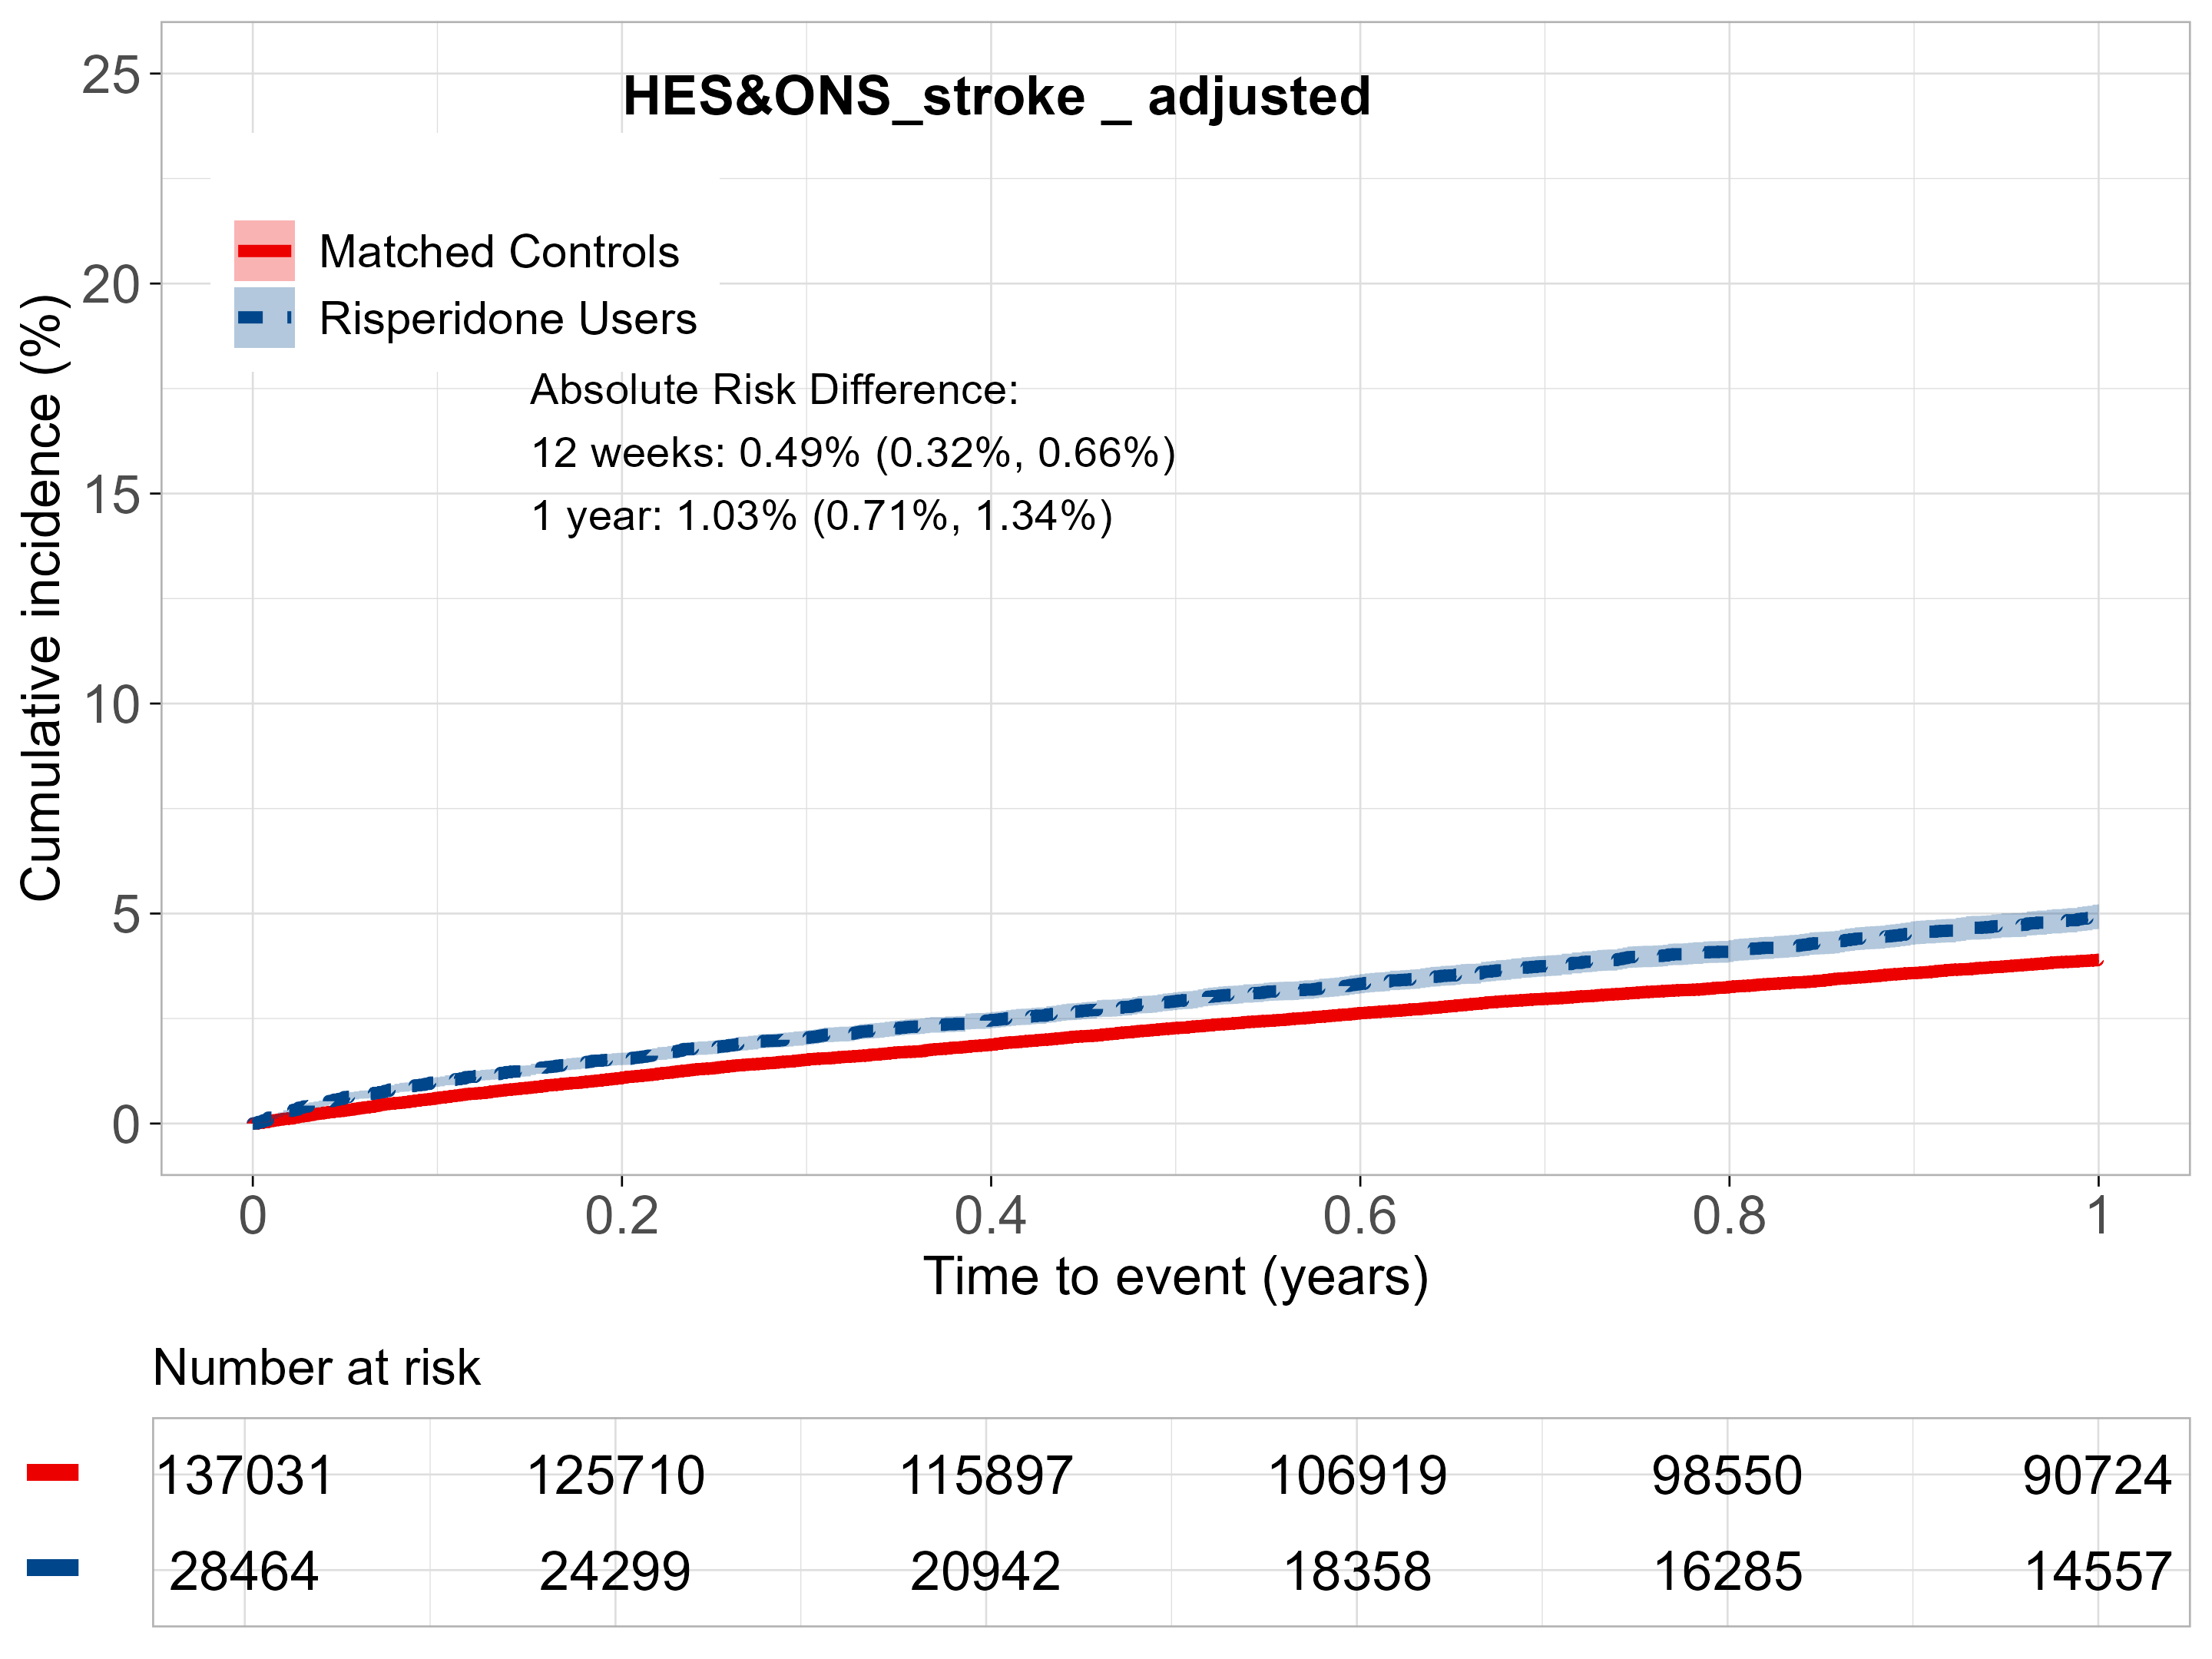 HES&ONS_stroke _ adjusted
Matched Controls
Risperidone Users
Absolute Risk Difference:
12 weeks: 0.49% (0.32%, 0.66%)
1 year: 1.03% (0.71%, 1.34%)
Cumulative incidence (%)
25
20
15
10
5
0
0 0.2 0.4 0.6 0.8 1
Time to event (years)
Number at risk
137031 125710 115897 106919 98550 90724
28464 24299 20942 18358 16285 14557